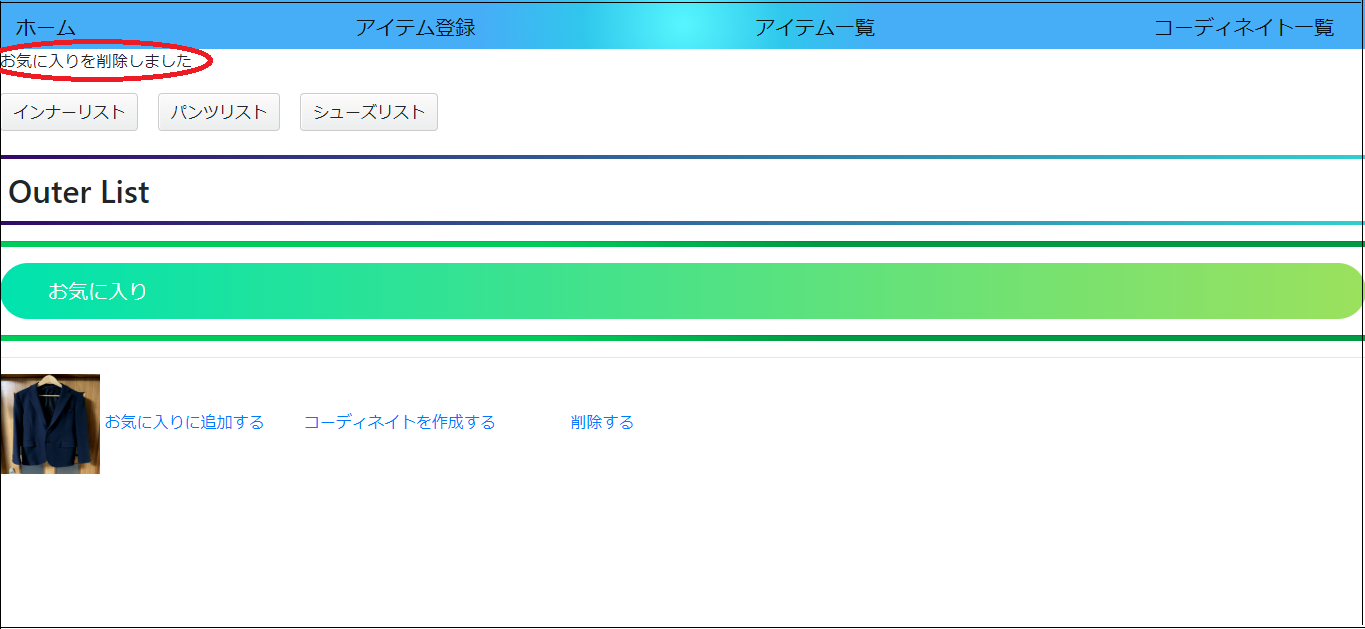 ホーム アイテム登録 アイテム一覧 コーディネイト一覧
お気に入りを削除しました
インナーリスト パンツリスト シューズリスト
Outer List
お気に入り
お気に入りに追加する コーディネイトを作成する 削除する